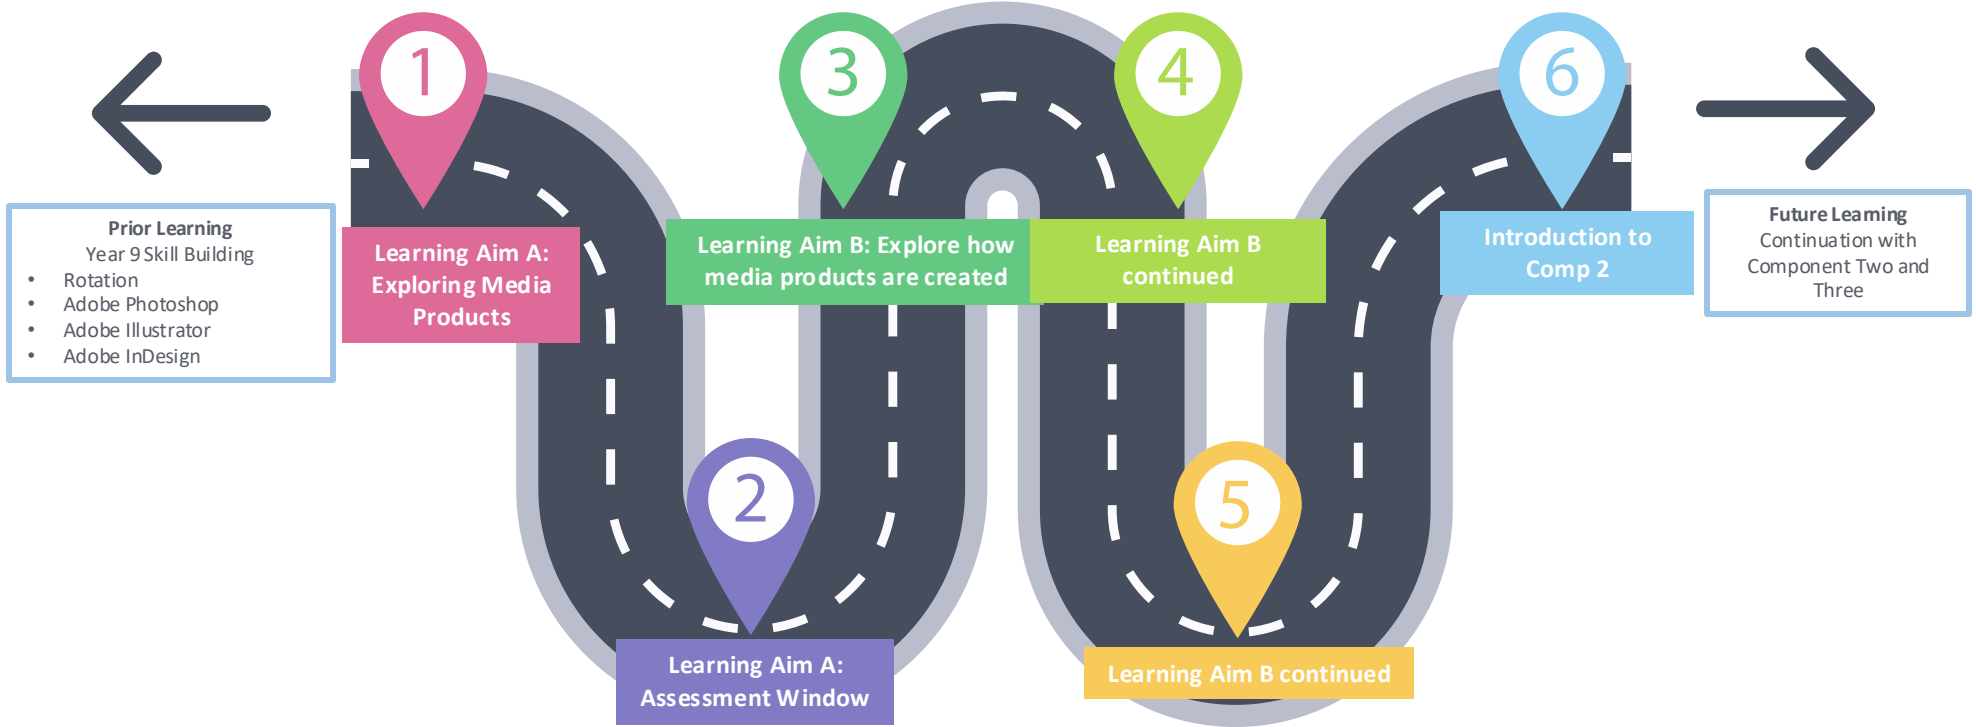 Prior Learning
Year 9 Skill Building
• Rotation
• Adobe Photoshop
• Adobe Illustrator
• Adobe InDesign
1
Learning Aim A:
Exploring Media
Products
2
Learning Aim A:
Assessment Window
3
Learning Aim B: Explore how
media products are created
4
Learning Aim B
continued
5
Learning Aim B continued
6
Introduction to
Comp 2
Future Learning
Continuation with
Component Two and
Three